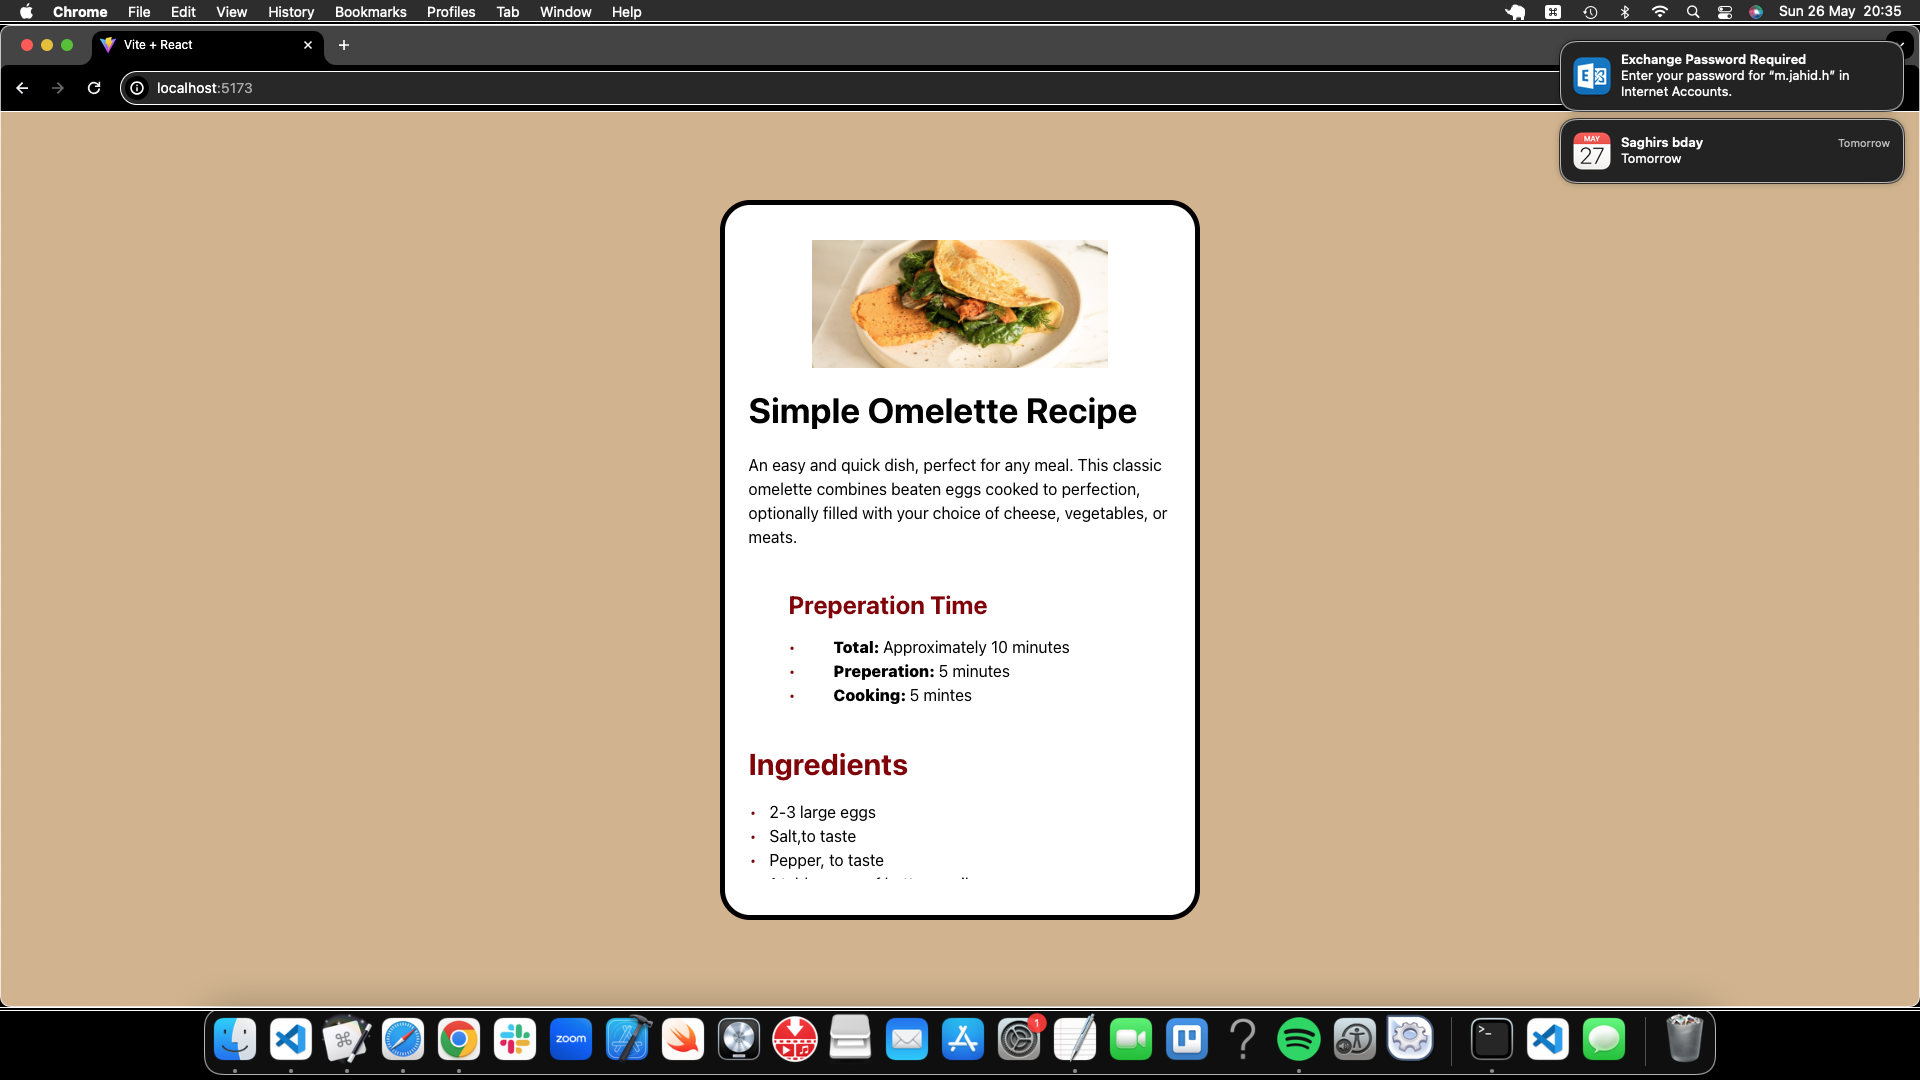 Chrome File Edit View History Bookmarks Profiles Tab Window Help Sun 26 May 20:35
Vite + React
localhost:5173
Exchange Password Required
Enter your password for “m.jahid.h” in
Internet Accounts.
MAY
27
Saghirs bday Tomorrow
Tomorrow
Simple Omelette Recipe
An easy and quick dish, perfect for any meal. This classic
omelette combines beaten eggs cooked to perfection,
optionally filled with your choice of cheese, vegetables, or
meats.
Preperation Time
• Total: Approximately 10 minutes
• Preperation: 5 minutes
• Cooking: 5 mintes
Ingredients
• 2-3 large eggs
• Salt,to taste
• Pepper, to taste
zoom
1